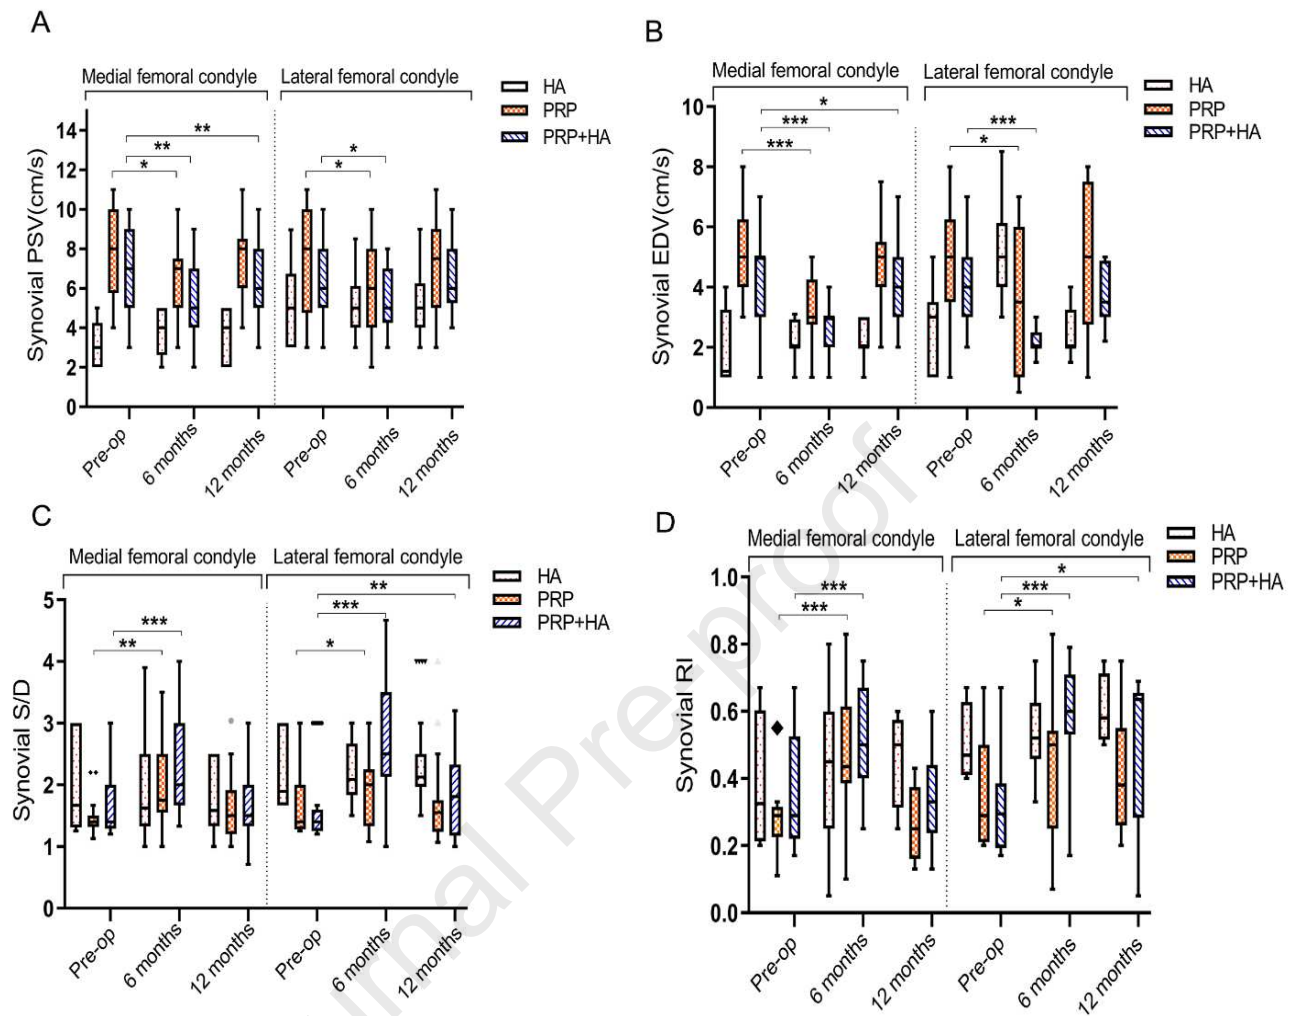 A
Medial femoral condyle
Lateral femoral condyle
HA
PRP
PRP+HA
Synovial PSV(cm/s)
14
12
10
8
6
4
2
0
**
**
*
*
*
Pre-op
6 months
12 months
Pre-op
6 months
12 months
B
Medial femoral condyle
Lateral femoral condyle
HA
PRP
PRP+HA
Synovial EDV(cm/s)
10
8
6
4
2
0
*
***
***
***
*
Pre-op
6 months
12 months
Pre-op
6 months
12 months
C
Medial femoral condyle
Lateral femoral condyle
HA
PRP
PRP+HA
Synovial S/D
5
4
3
2
1
0
***
**
**
***
*
Pre-op
6 months
12 months
Pre-op
6 months
12 months
D
Medial femoral condyle
Lateral femoral condyle
HA
PRP
PRP+HA
Synovial RI
1.0
0.8
0.6
0.4
0.2
0.0
***
***
*
***
*
Pre-op
6 months
12 months
Pre-op
6 months
12 months
urnal Pre-proof